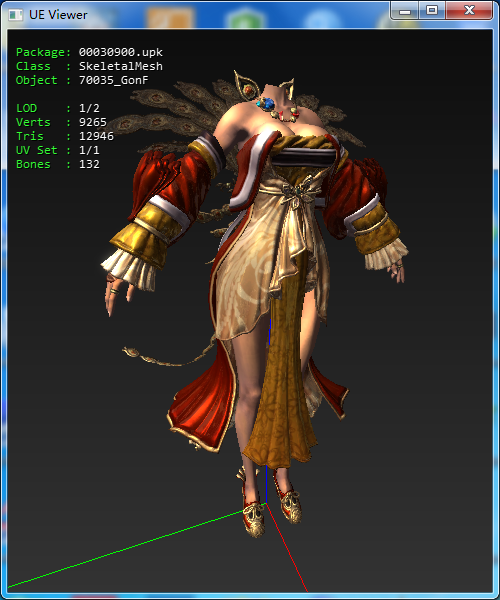 UE Viewer
Package: 00030900.upk
Class : SkeletalMesh
Object : 70035_GonF
LOD : 1/2
Verts : 9265
Tris : 12946
UV Set : 1/1
Bones : 132